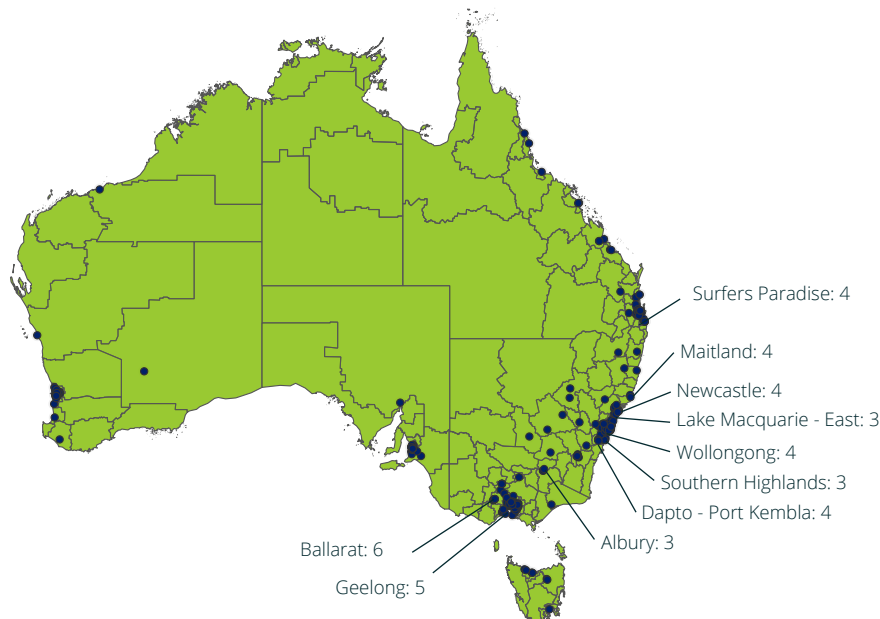 Surfers Paradise: 4
Maitland: 4
Newcastle: 4
Lake Macquarie - East: 3
Wollongong: 4
Southern Highlands: 3
Dapto - Port Kembla: 4
Albury: 3
Ballarat: 6
Geelong: 5